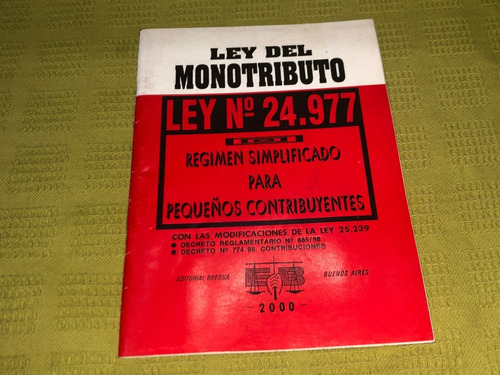 LEY DEL
MONOTRIBUTO
LEY Nº 24.977
REGIMEN SIMPLIFICADO
PARA
PEQUEÑOS CONTRIBUYENTES
CON LAS MODIFICACIONES DE LA LEY 25.239
● DECRETO REGLAMENTARIO Nº 885/98
● DECRETO Nº 774 98. CONTRIBUCIONES
EDITORIAL BREGNA
EB
BUENOS AIRES
2000